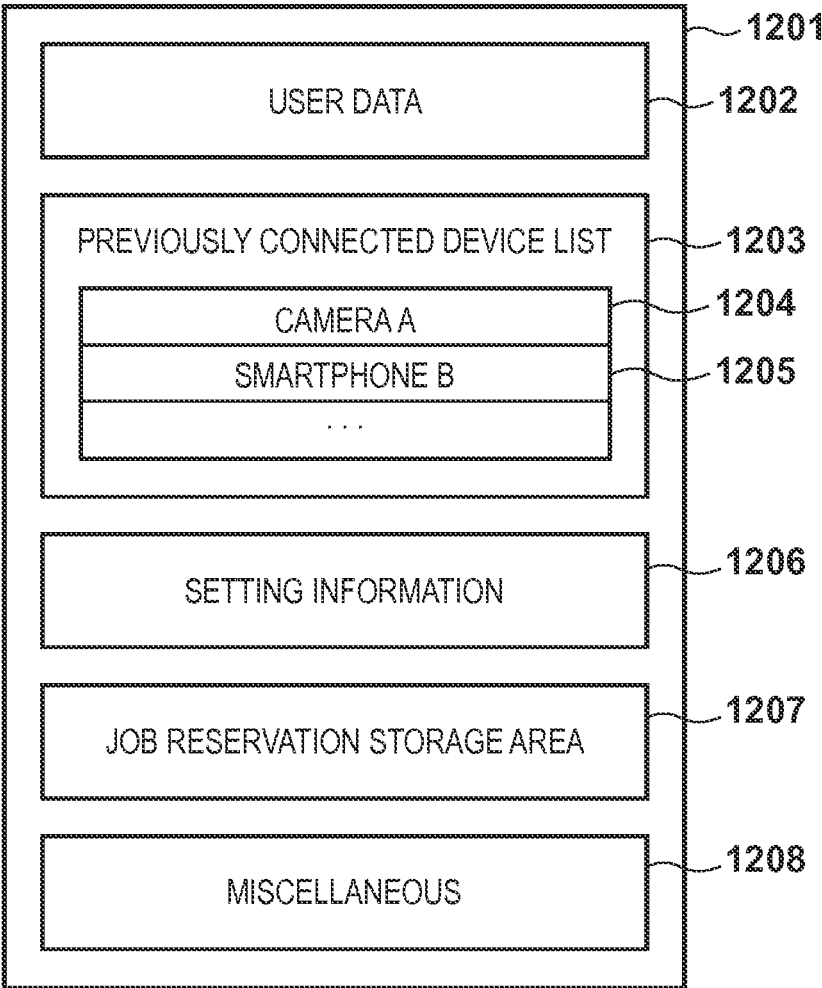 1201
USER DATA
1202
PREVIOUSLY CONNECTED DEVICE LIST
1203
CAMERA A
1204
SMARTPHONE B
1205
...
SETTING INFORMATION
1206
JOB RESERVATION STORAGE AREA
1207
MISCELLANEOUS
1208